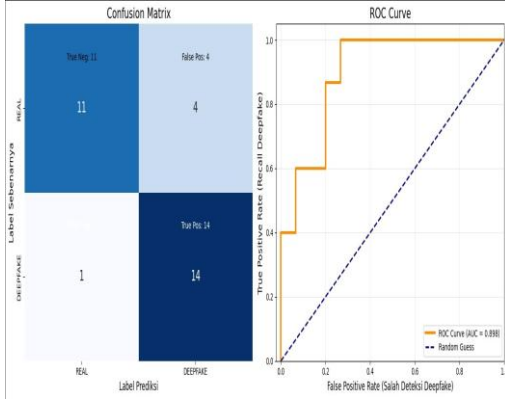 Confusion Matrix
True Neg: 11
False Pos: 4
11
4
True Pos: 14
1
14
REAL
DEEPFAKE
Label Sebenarnya
REAL
DEEPFAKE
Label Prediksi
ROC Curve
1.0
0.8
0.6
0.4
0.2
0.0
True Positive Rate (Recall Deepfake)
ROC Curve (AUC = 0.898)
Random Guess
0.0
0.2
0.4
0.6
0.8
1.0
False Positive Rate (Salah Deteksi Deepfake)